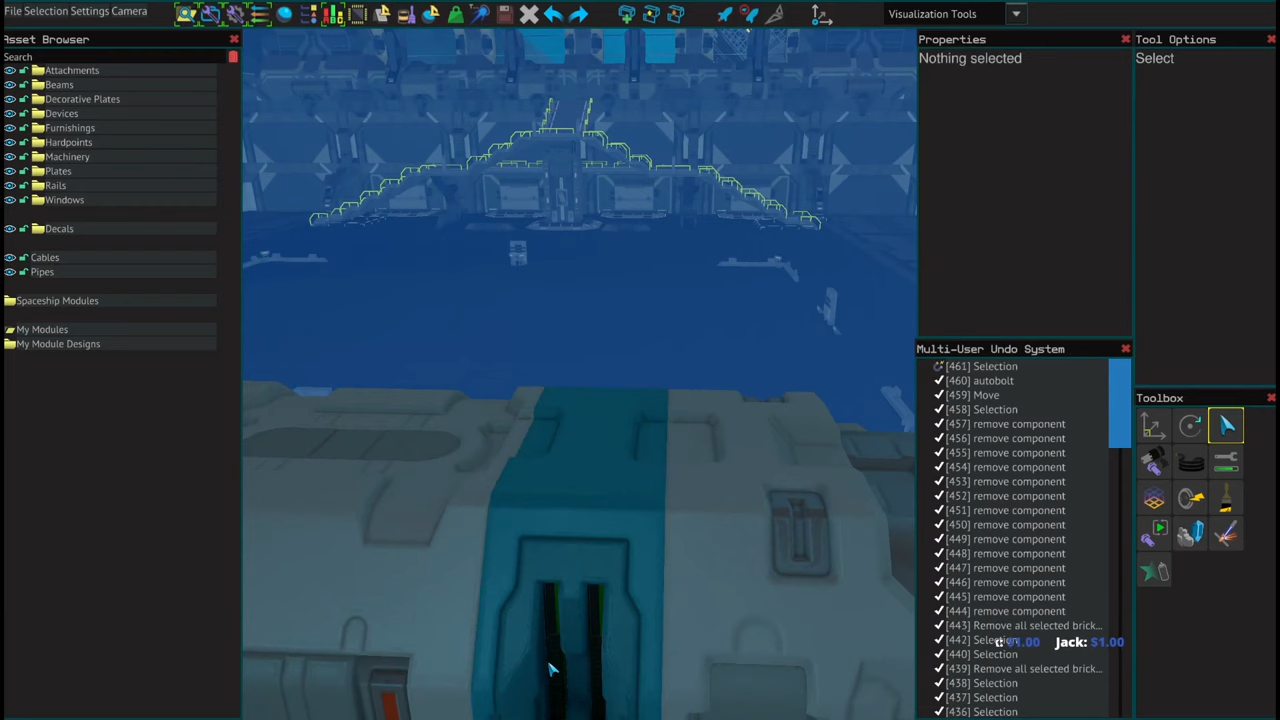 File Selection Settings Camera
Visualization Tools
Asset Browser
Search
Attachments
Beams
Decorative Plates
Devices
Furnishings
Hardpoints
Machinery
Plates
Rails
Windows
Decals
Cables
Pipes
Spaceship Modules
My Modules
My Module Designs
Properties
Nothing selected
Tool Options
Select
Multi-User Undo System
[461] Selection
[460] autobolt
[459] Move
[458] Selection
[457] remove component
[456] remove component
[455] remove component
[454] remove component
[453] remove component
[452] remove component
[451] remove component
[450] remove component
[449] remove component
[448] remove component
[447] remove component
[446] remove component
[445] remove component
[444] remove component
[443] Remove all selected brick...
[442]
$1.00 Jack: $1.00
[440] Selection
[439] Remove all selected brick...
[438] Selection
[437] Selection
[436] Selection
Toolbox